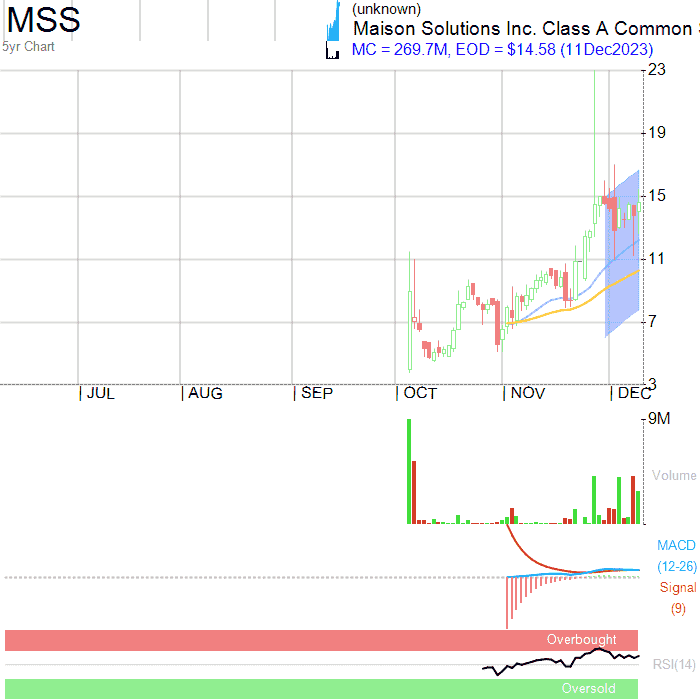 MSS
5yr Chart
(unknown)
Maison Solutions Inc. Class A Common
MC = 269.7M, EOD = $14.58 (11Dec2023)
23
19
15
11
7
3
JUL AUG SEP OCT NOV DEC
9M
Volume
MACD
(12-26)
Signal
(9)
Overbought
RSI(14)
Oversold